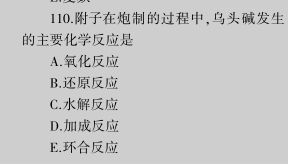 110.附子在炮制的过程中,乌头碱发生
的主要化学反应是
A.氧化反应
B.还原反应
C.水解反应
D.加成反应
E.环合反应